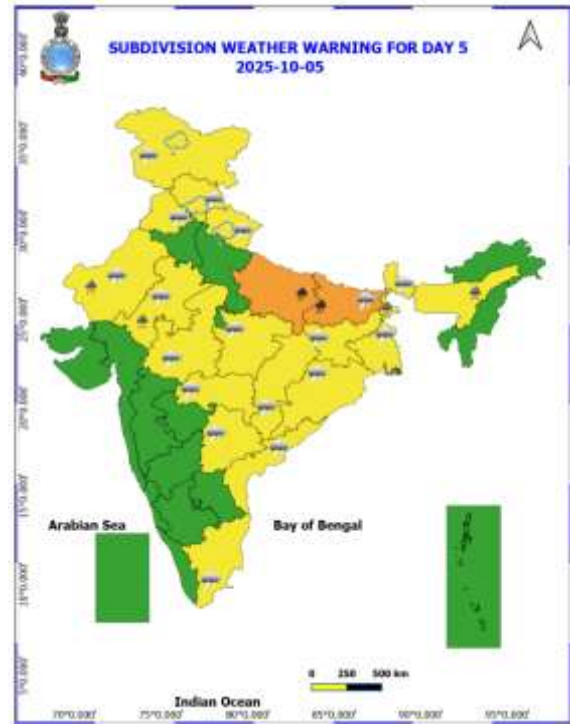 SUBDIVISION WEATHER WARNING FOR DAY 5
2025-10-05
Arabian Sea
Bay of Bengal
0 250 500 km
Indian Ocean
70°0.000'
75°0.000'
80°0.000'
85°0.000'
90°0.000'
95°0.000'